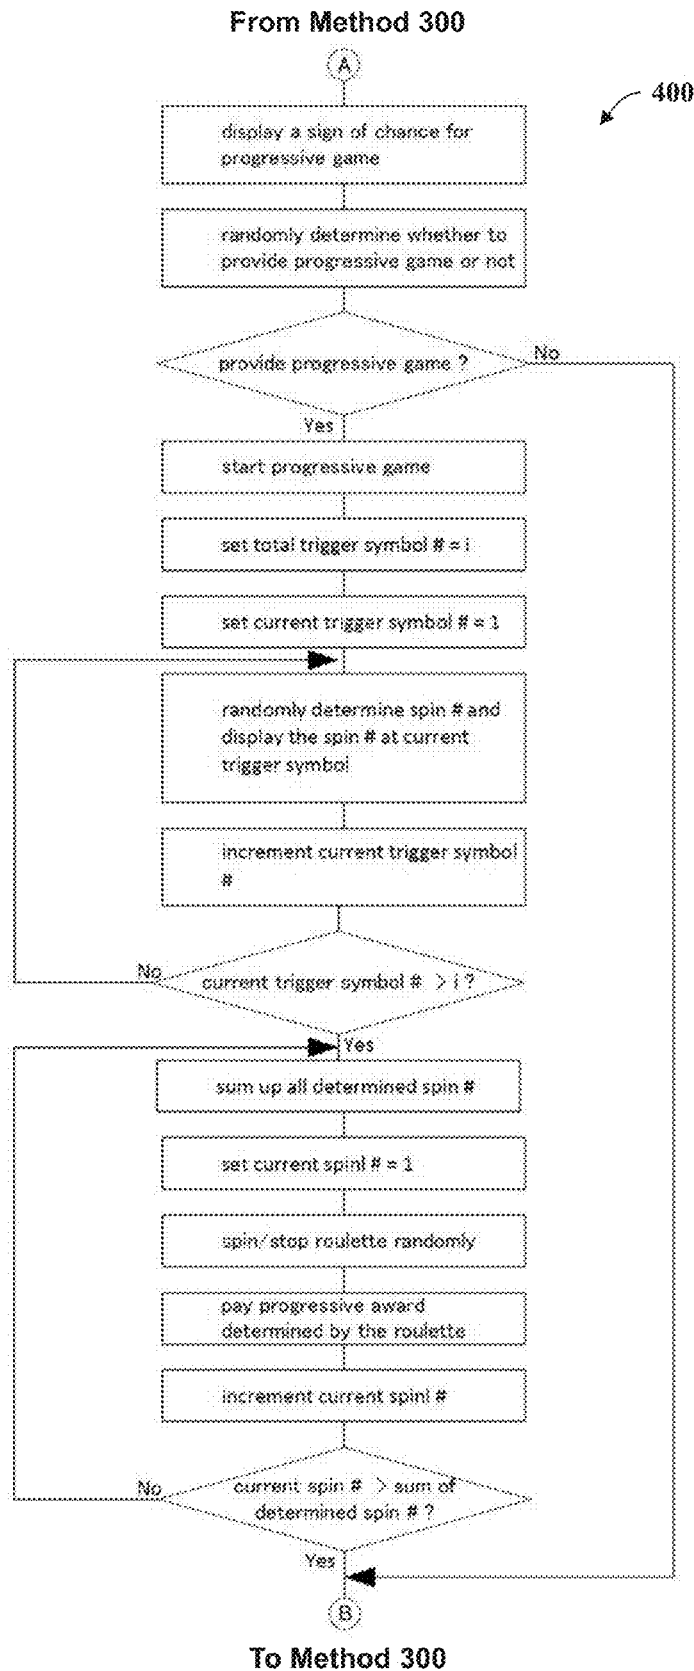 From Method 300
A
400
display a sign of chance for
progressive game
randomly determine whether to
provide progressive game or not
provide progressive game ?
No
Yes
start progressive game
set total trigger symbol # = i
set current trigger symbol # = 1
randomly determine spin # and
display the spin # at current
trigger symbol
increment current trigger symbol
#
No
current trigger symbol # > i ?
Yes
sum up all determined spin #
set current spinl # = 1
spin/stop roulette randomly
pay progressive award
determined by the roulette
increment current spinl #
No
current spin # > sum of
determined spin # ?
Yes
B
To Method 300